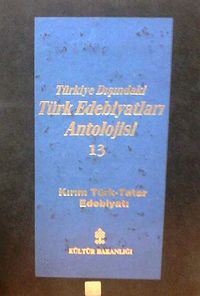 Türkiye Dışındaki
Türk Edebiyatları
Antolojisi
13
Kırım Türk-Tatar
Edebiyatı
KÜLTÜR BAKANLIĞI